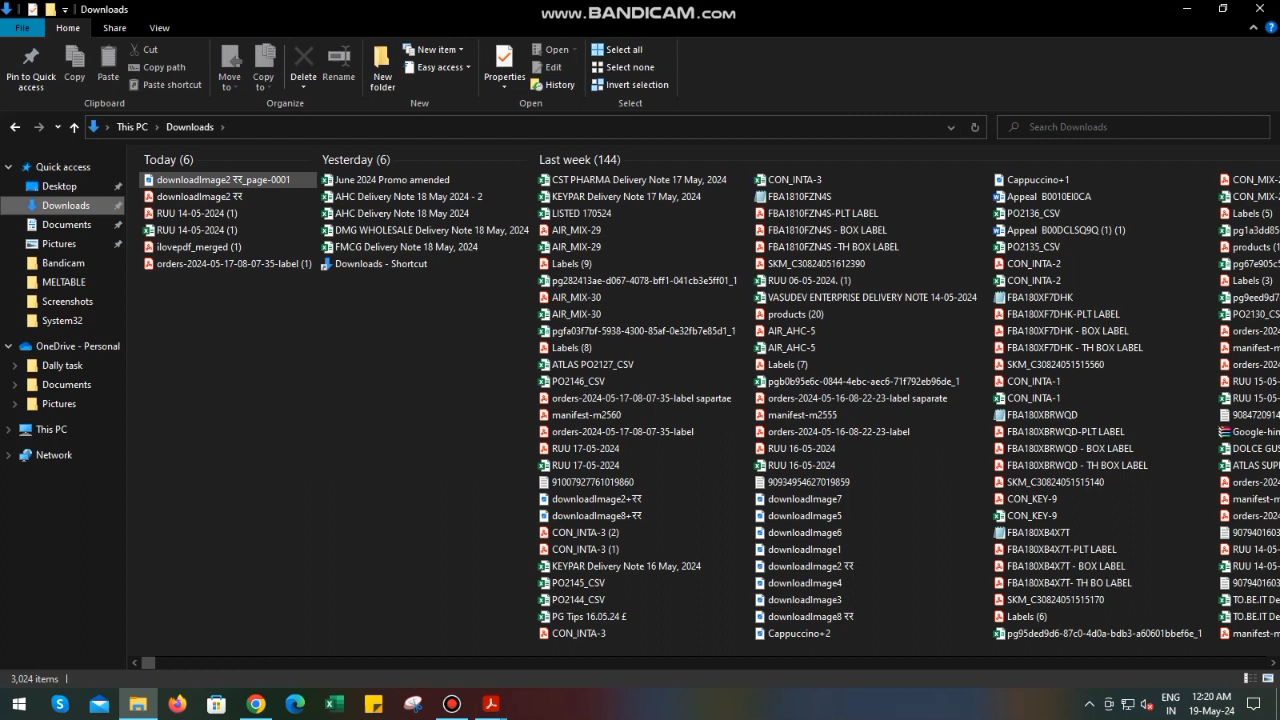 Downloads
www.BANDICAM.com
File
Home
Share
View
Pin to Quick access
Copy
Paste
Cut
Copy path
Paste shortcut
Clipboard
Move to
Copy to
Delete
Rename
Organize
New folder
New item
Easy access
New
Properties
Open
Edit
History
Open
Select all
Select none
Invert selection
Select
This PC
Downloads
Search Downloads
Quick access
Desktop
Downloads
Documents
Pictures
Bandicam
MELTABLE
Screenshots
System32
OneDrive - Personal
Dally task
Documents
Pictures
This PC
Network
Today (6)
downloadImage2 रर_page-0001
downloadImage2 रर
RUU 14-05-2024 (1)
RUU 14-05-2024 (1)
ilovepdf_merged (1)
orders-2024-05-17-08-07-35-label (1)
Yesterday (6)
June 2024 Promo amended
AHC Delivery Note 18 May 2024 - 2
AHC Delivery Note 18 May 2024
DMG WHOLESALE Delivery Note 18 May, 2024
FMCG Delivery Note 18 May, 2024
Downloads - Shortcut
Last week (144)
CST PHARMA Delivery Note 17 May, 2024
KEYPAR Delivery Note 17 May, 2024
LISTED 170524
AIR_MIX-29
AIR_MIX-29
Labels (9)
pg282413ae-d067-4078-bff1-041cb3e5ff01_1
AIR_MIX-30
AIR_MIX-30
pgfa03f7bf-5938-4300-85af-0e32fb7e85d1_1
Labels (8)
ATLAS PO2127_CSV
PO2146_CSV
orders-2024-05-17-08-07-35-label sapartae
manifest-m2560
orders-2024-05-17-08-07-35-label
RUU 17-05-2024
RUU 17-05-2024
91007927761019860
downloadImage2+रर
downloadImage8+रर
CON_INTA-3 (2)
CON_INTA-3 (1)
KEYPAR Delivery Note 16 May, 2024
PO2145_CSV
PO2144_CSV
PG Tips 16.05.24 £
CON_INTA-3
CON_INTA-3
FBA1810FZN4S
FBA1810FZN4S-PLT LABEL
FBA1810FZN4S - BOX LABEL
FBA1810FZN4S -TH BOX LABEL
SKM_C30824051612390
RUU 06-05-2024. (1)
VASUDEV ENTERPRISE DELIVERY NOTE 14-05-2024
products (20)
AIR_AHC-5
AIR_AHC-5
Labels (7)
pgb0b95e6c-0844-4ebc-aec6-71f792eb96de_1
orders-2024-05-16-08-22-23-label saparate
manifest-m2555
orders-2024-05-16-08-22-23-label
RUU 16-05-2024
RUU 16-05-2024
90934954627019859
downloadImage7
downloadImage5
downloadImage6
downloadImage1
downloadImage2 रर
downloadImage4
downloadImage3
downloadImage8 रर
Cappuccino+2
Cappuccino+1
Appeal B0010EI0CA
PO2136_CSV
Appeal B00DCLSQ9Q (1) (1)
PO2135_CSV
CON_INTA-2
CON_INTA-2
FBA180XF7DHK
FBA180XF7DHK-PLT LABEL
FBA180XF7DHK - BOX LABEL
FBA180XF7DHK - TH BOX LABEL
SKM_C30824051515560
CON_INTA-1
CON_INTA-1
FBA180XBRWQD
FBA180XBRWQD-PLT LABEL
FBA180XBRWQD - BOX LABEL
FBA180XBRWQD - TH BOX LABEL
SKM_C30824051515140
CON_KEY-9
CON_KEY-9
FBA180XB4X7T
FBA180XB4X7T-PLT LABEL
FBA180XB4X7T - BOX LABEL
FBA180XB4X7T- TH BO LABEL
SKM_C30824051515170
Labels (6)
pg95ded9d6-87c0-4d0a-bdb3-a60601bbef6e_1
CON_MIX-2
CON_MIX-2
Labels (5)
pg1a3dd85
products (
pg67e905c5
Labels (3)
pg9eed9d7
PO2130_CS
orders-2024
manifest-m
orders-2024
RUU 15-05-
RUU 15-05-
9084720914
Google-hin
DOLCE GUS
ATLAS SUP
orders-2024
manifest-m
9079401603
RUU 14-05-
RUU 14-05-
9079401603
TO.BE.IT De
TO.BE.IT De
manifest-m
3,024 items
ENG
IN
12:20 AM
19-May-24